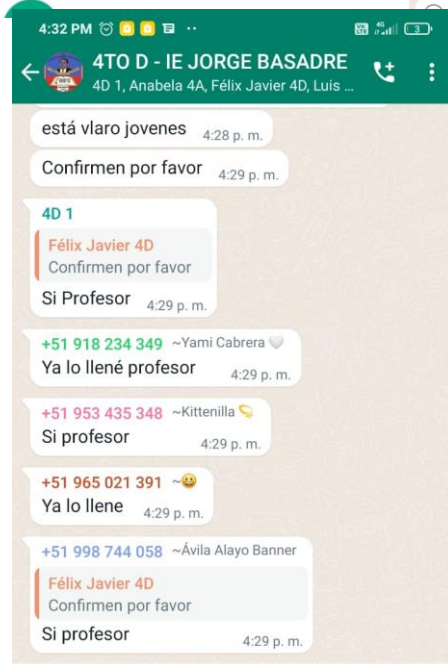 4:32 PM
4G
3
4TO D - IE JORGE BASADRE
4D 1, Anabela 4A, Félix Javier 4D, Luis ...
está vlaro jovenes 4:28 p. m.
Confirmen por favor 4:29 p. m.
4D 1
Félix Javier 4D
Confirmen por favor
Si Profesor 4:29 p. m.
+51 918 234 349 ~Yami Cabrera🤍
Ya lo llené profesor 4:29 p. m.
+51 953 435 348 ~Kittenilla
Si profesor 4:29 p. m.
+51 965 021 391 ~😃
Ya lo llene 4:29 p. m.
+51 998 744 058 ~Ávila Alayo Banner
Félix Javier 4D
Confirmen por favor
Si profesor 4:29 p. m.